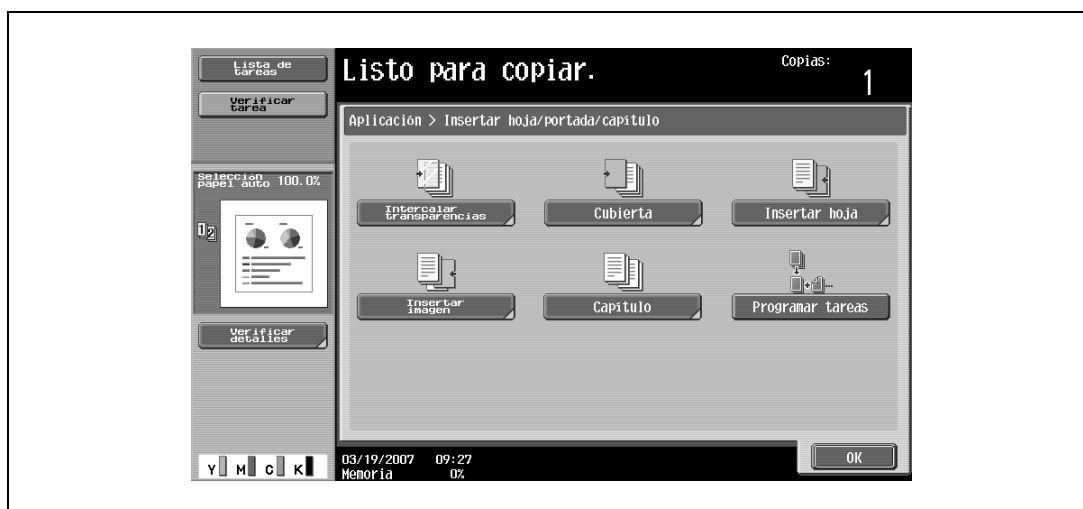 Lista de
tareas
Listo para copiar.
Copias:
1
Verificar
tarea
Aplicación > Insertar hoja/portada/capítulo
Selección
papel auto 100.0%
Intercalar
transparencias
Cubierta
Insertar hoja
12
Insertar
imagen
Capítulo
Programar tareas
Verificar
detalles
Y M C K
03/19/2007 09:27
Memoria 0%
OK